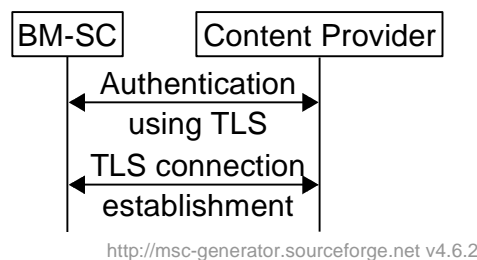 BM-SC
Content Provider
Authentication
using TLS
TLS connection
establishment
http://msc-generator.sourceforge.net v4.6.2